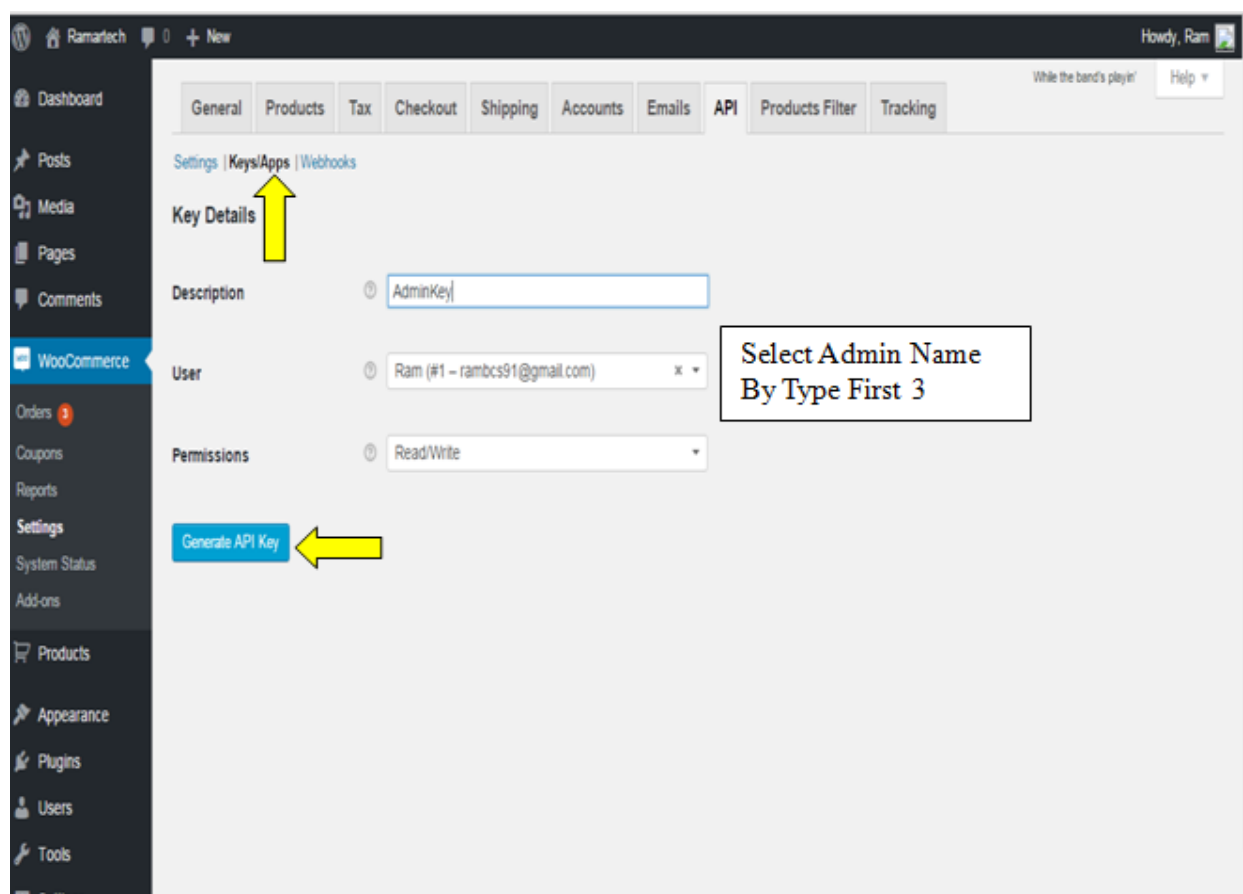 Ramartech 0 + New Howdy, Ram
While the band's playin' Help
Dashboard
General Products Tax Checkout Shipping Accounts Emails API Products Filter Tracking
Posts
Settings | Keys/Apps | Webhooks
Media
Key Details
Pages
Comments
Description AdminKey
WooCommerce
User Ram (#1 – rambcs91@gmail.com) x
Select Admin Name
By Type First 3
Orders 3
Coupons
Permissions Read/Write
Reports
Settings
Generate API Key
System Status
Add-ons
Products
Appearance
Plugins
Users
Tools